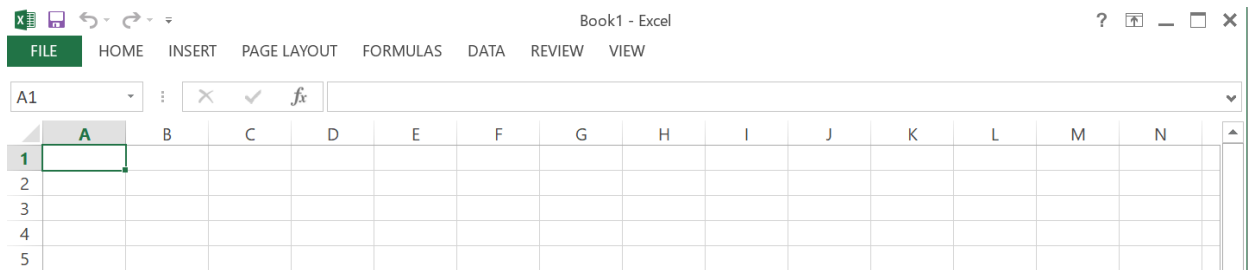 Book1 - Excel ?
FILE HOME INSERT PAGE LAYOUT FORMULAS DATA REVIEW VIEW
A1 fx
A B C D E F G H I J K L M N
1
2
3
4
5